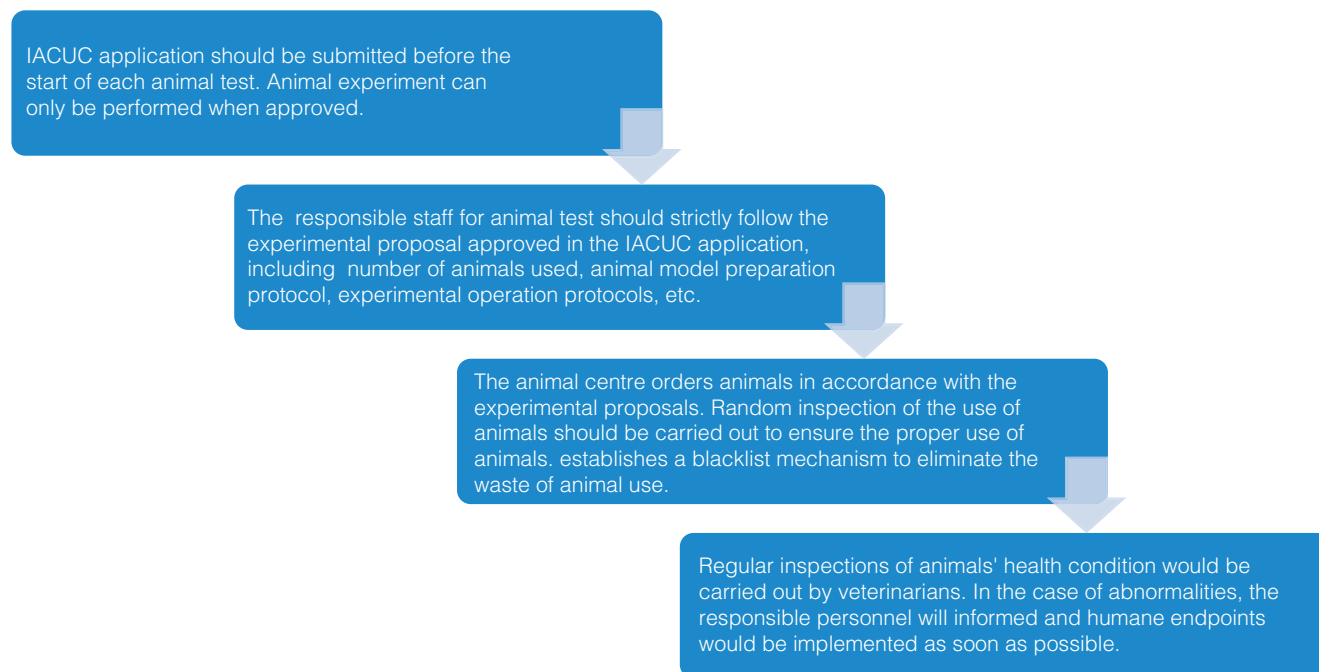 IACUC application should be submitted before the
start of each animal test. Animal experiment can
only be performed when approved.
The  responsible staff for animal test should strictly follow the
experimental proposal approved in the IACUC application,
including  number of animals used, animal model preparation
protocol, experimental operation protocols, etc.
The animal centre orders animals in accordance with the
experimental proposals. Random inspection of the use of
animals should be carried out to ensure the proper use of
animals. establishes a blacklist mechanism to eliminate the
waste of animal use.
Regular inspections of animals' health condition would be
carried out by veterinarians. In the case of abnormalities, the
responsible personnel will informed and humane endpoints
would be implemented as soon as possible.